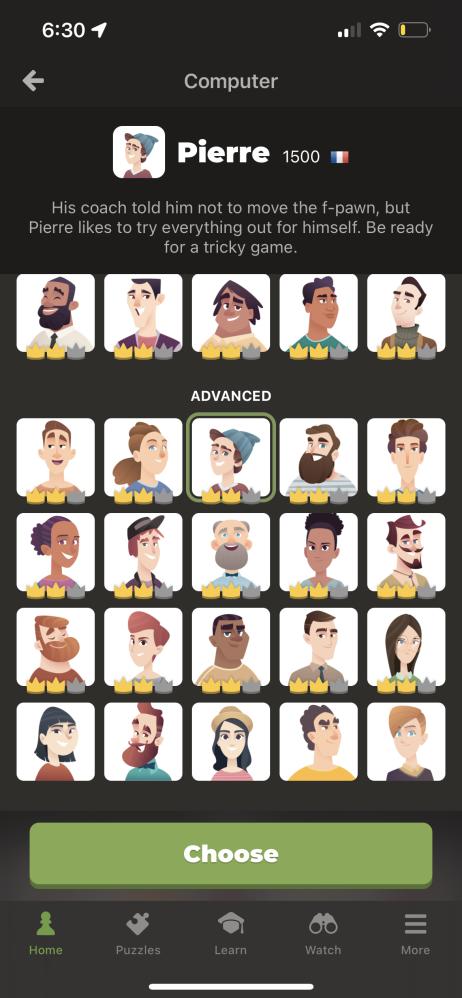 6:30
Computer
Pierre 1500
His coach told him not to move the f-pawn, but
Pierre likes to try everything out for himself. Be ready
for a tricky game.
ADVANCED
Choose
Home Puzzles Learn Watch More